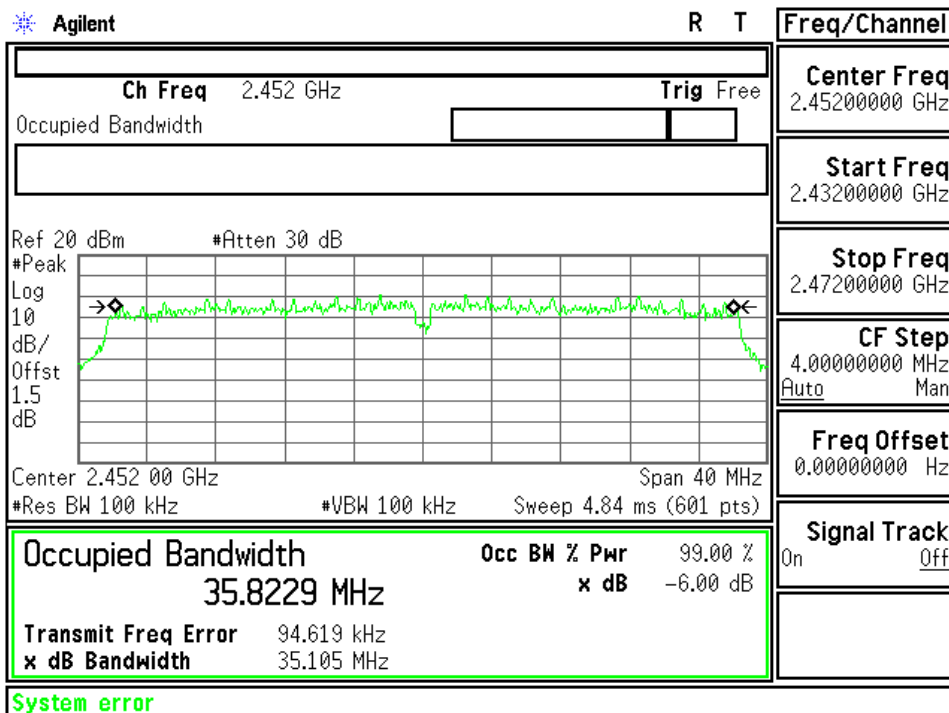 Agilent R T
Ch Freq 2.452 GHz Trig Free
Occupied Bandwidth
Ref 20 dBm #Atten 30 dB
#Peak
Log
10
dB/
Offst
1.5
dB
Center 2.452 00 GHz Span 40 MHz
#Res BW 100 kHz #VBW 100 kHz Sweep 4.84 ms (601 pts)
Occupied Bandwidth Occ BW % Pwr 99.00 %
35.8229 MHz x dB -6.00 dB
Transmit Freq Error 94.619 kHz
x dB Bandwidth 35.105 MHz
System error
Freq/Channel
Center Freq
2.45200000 GHz
Start Freq
2.43200000 GHz
Stop Freq
2.47200000 GHz
CF Step
4.00000000 MHz
Auto Man
Freq Offset
0.00000000 Hz
Signal Track
On Off